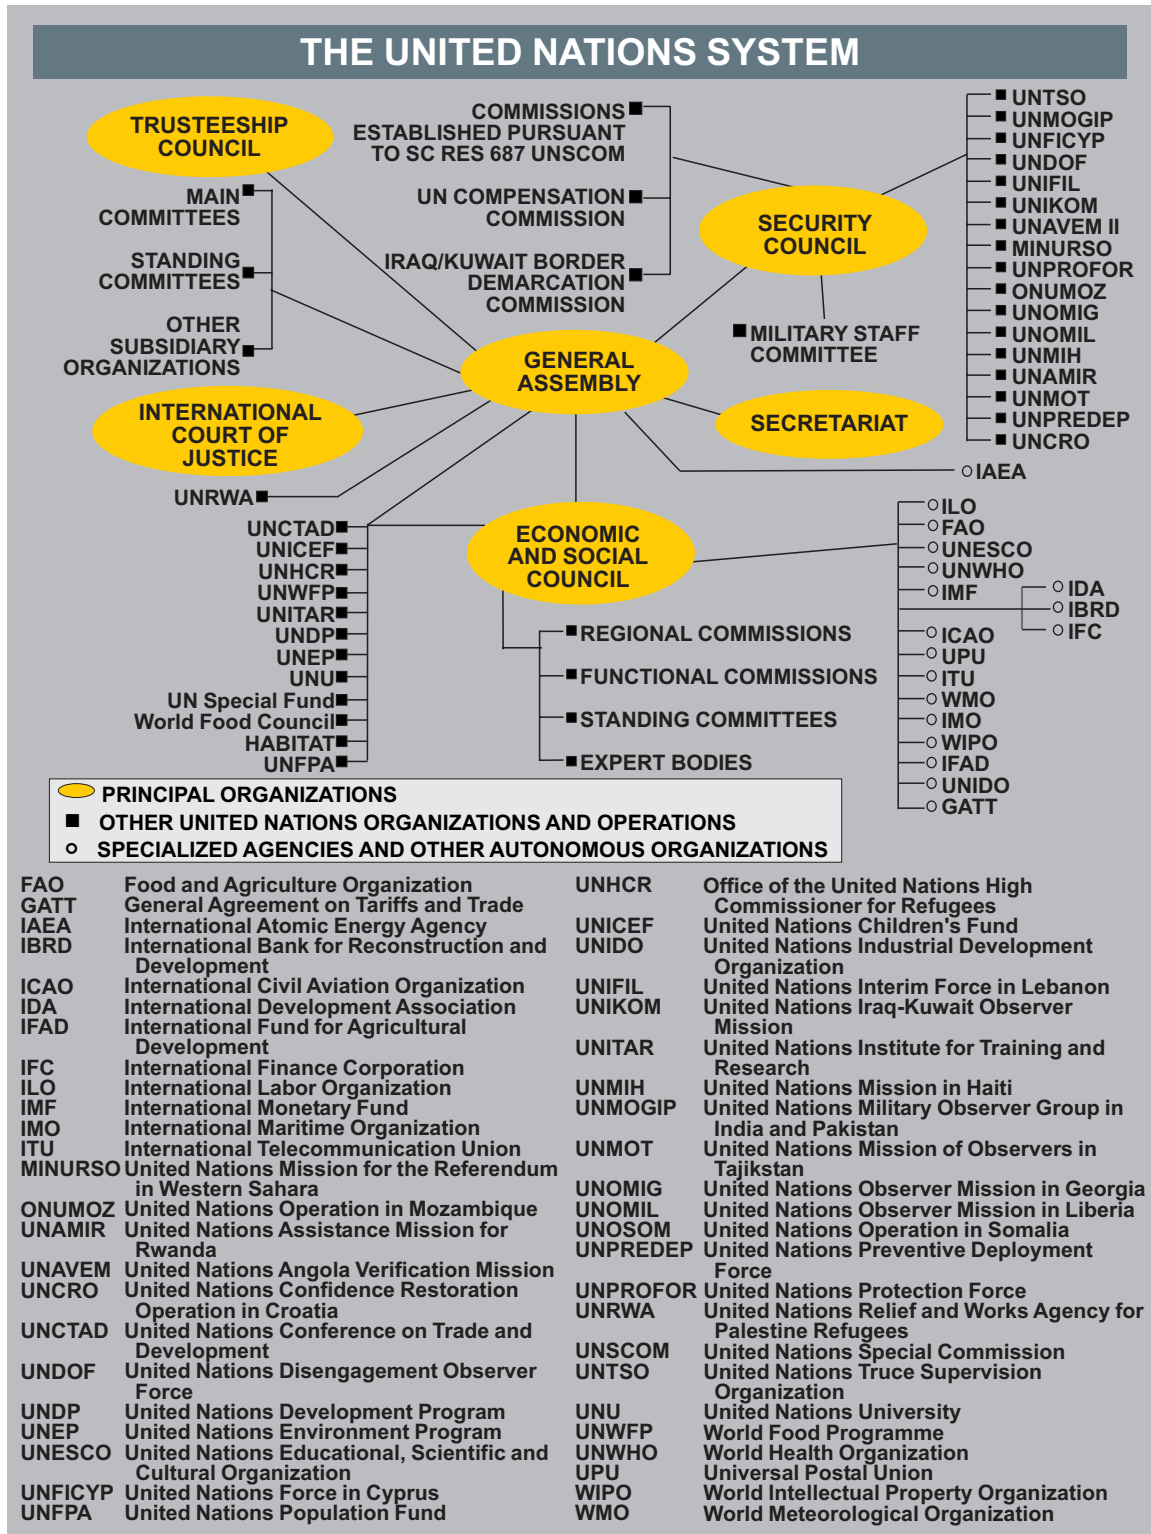 THE UNITED NATIONS SYSTEM
TRUSTEESHIP
COUNCIL
MAIN
COMMITTEES
STANDING
COMMITTEES
OTHER
SUBSIDIARY
ORGANIZATIONS
COMMISSIONS
ESTABLISHED PURSUANT
TO SC RES 687 UNSCOM
UN COMPENSATION
COMMISSION
IRAQ/KUWAIT BORDER
DEMARCATION
COMMISSION
SECURITY
COUNCIL
MILITARY STAFF
COMMITTEE
UNTSO
UNMOGIP
UNFICYP
UNDOF
UNIFIL
UNIKOM
UNAVEM II
MINURSO
UNPROFOR
ONUMOZ
UNOMIG
UNOMIL
UNMIH
UNAMIR
UNMOT
UNPREDEP
UNCRO
GENERAL
ASSEMBLY
INTERNATIONAL
COURT OF
JUSTICE
SECRETARIAT
IAEA
UNRWA
UNCTAD
UNICEF
UNHCR
UNWFP
UNITAR
UNDP
UNEP
UNU
UN Special Fund
World Food Council
HABITAT
UNFPA
ECONOMIC
AND SOCIAL
COUNCIL
REGIONAL COMMISSIONS
FUNCTIONAL COMMISSIONS
STANDING COMMITTEES
EXPERT BODIES
ILO
FAO
UNESCO
UNWHO
IMF
IDA
IBRD
IFC
ICAO
UPU
ITU
WMO
IMO
WIPO
IFAD
UNIDO
GATT
PRINCIPAL ORGANIZATIONS
OTHER UNITED NATIONS ORGANIZATIONS AND OPERATIONS
SPECIALIZED AGENCIES AND OTHER AUTONOMOUS ORGANIZATIONS
FAO Food and Agriculture Organization
GATT General Agreement on Tariffs and Trade
IAEA International Atomic Energy Agency
IBRD International Bank for Reconstruction and
Development
ICAO International Civil Aviation Organization
IDA International Development Association
IFAD International Fund for Agricultural
Development
IFC International Finance Corporation
ILO International Labor Organization
IMF International Monetary Fund
IMO International Maritime Organization
ITU International Telecommunication Union
MINURSO United Nations Mission for the Referendum
in Western Sahara
ONUMOZ United Nations Operation in Mozambique
UNAMIR United Nations Assistance Mission for
Rwanda
UNAVEM United Nations Angola Verification Mission
UNCRO United Nations Confidence Restoration
Operation in Croatia
UNCTAD United Nations Conference on Trade and
Development
UNDOF United Nations Disengagement Observer
Force
UNDP United Nations Development Program
UNEP United Nations Environment Program
UNESCO United Nations Educational, Scientific and
Cultural Organization
UNFICYP United Nations Force in Cyprus
UNFPA United Nations Population Fund
UNHCR Office of the United Nations High
Commissioner for Refugees
UNICEF United Nations Children's Fund
UNIDO United Nations Industrial Development
Organization
UNIFIL United Nations Interim Force in Lebanon
UNIKOM United Nations Iraq-Kuwait Observer
Mission
UNITAR United Nations Institute for Training and
Research
UNMIH United Nations Mission in Haiti
UNMOGIP United Nations Military Observer Group in
India and Pakistan
UNMOT United Nations Mission of Observers in
Tajikstan
UNOMIG United Nations Observer Mission in Georgia
UNOMIL United Nations Observer Mission in Liberia
UNOSOM United Nations Operation in Somalia
UNPREDEP United Nations Preventive Deployment
Force
UNPROFOR United Nations Protection Force
UNRWA United Nations Relief and Works Agency for
Palestine Refugees
UNSCOM United Nations Special Commission
UNTSO United Nations Truce Supervision
Organization
UNU United Nations University
UNWFP World Food Programme
UNWHO World Health Organization
UPU Universal Postal Union
WIPO World Intellectual Property Organization
WMO World Meteorological Organization